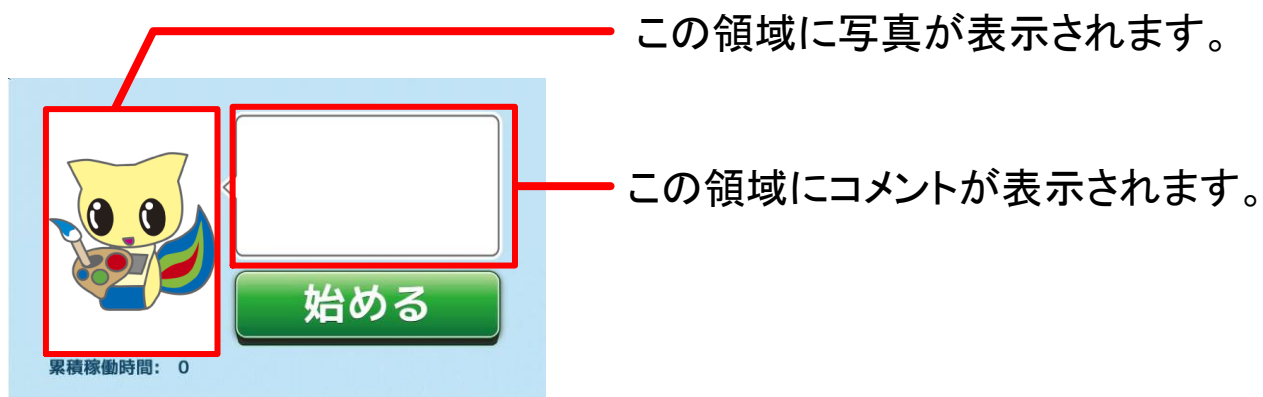 この領域に写真が表示されます。
この領域にコメントが表示されます。
始める
累積稼働時間： 0